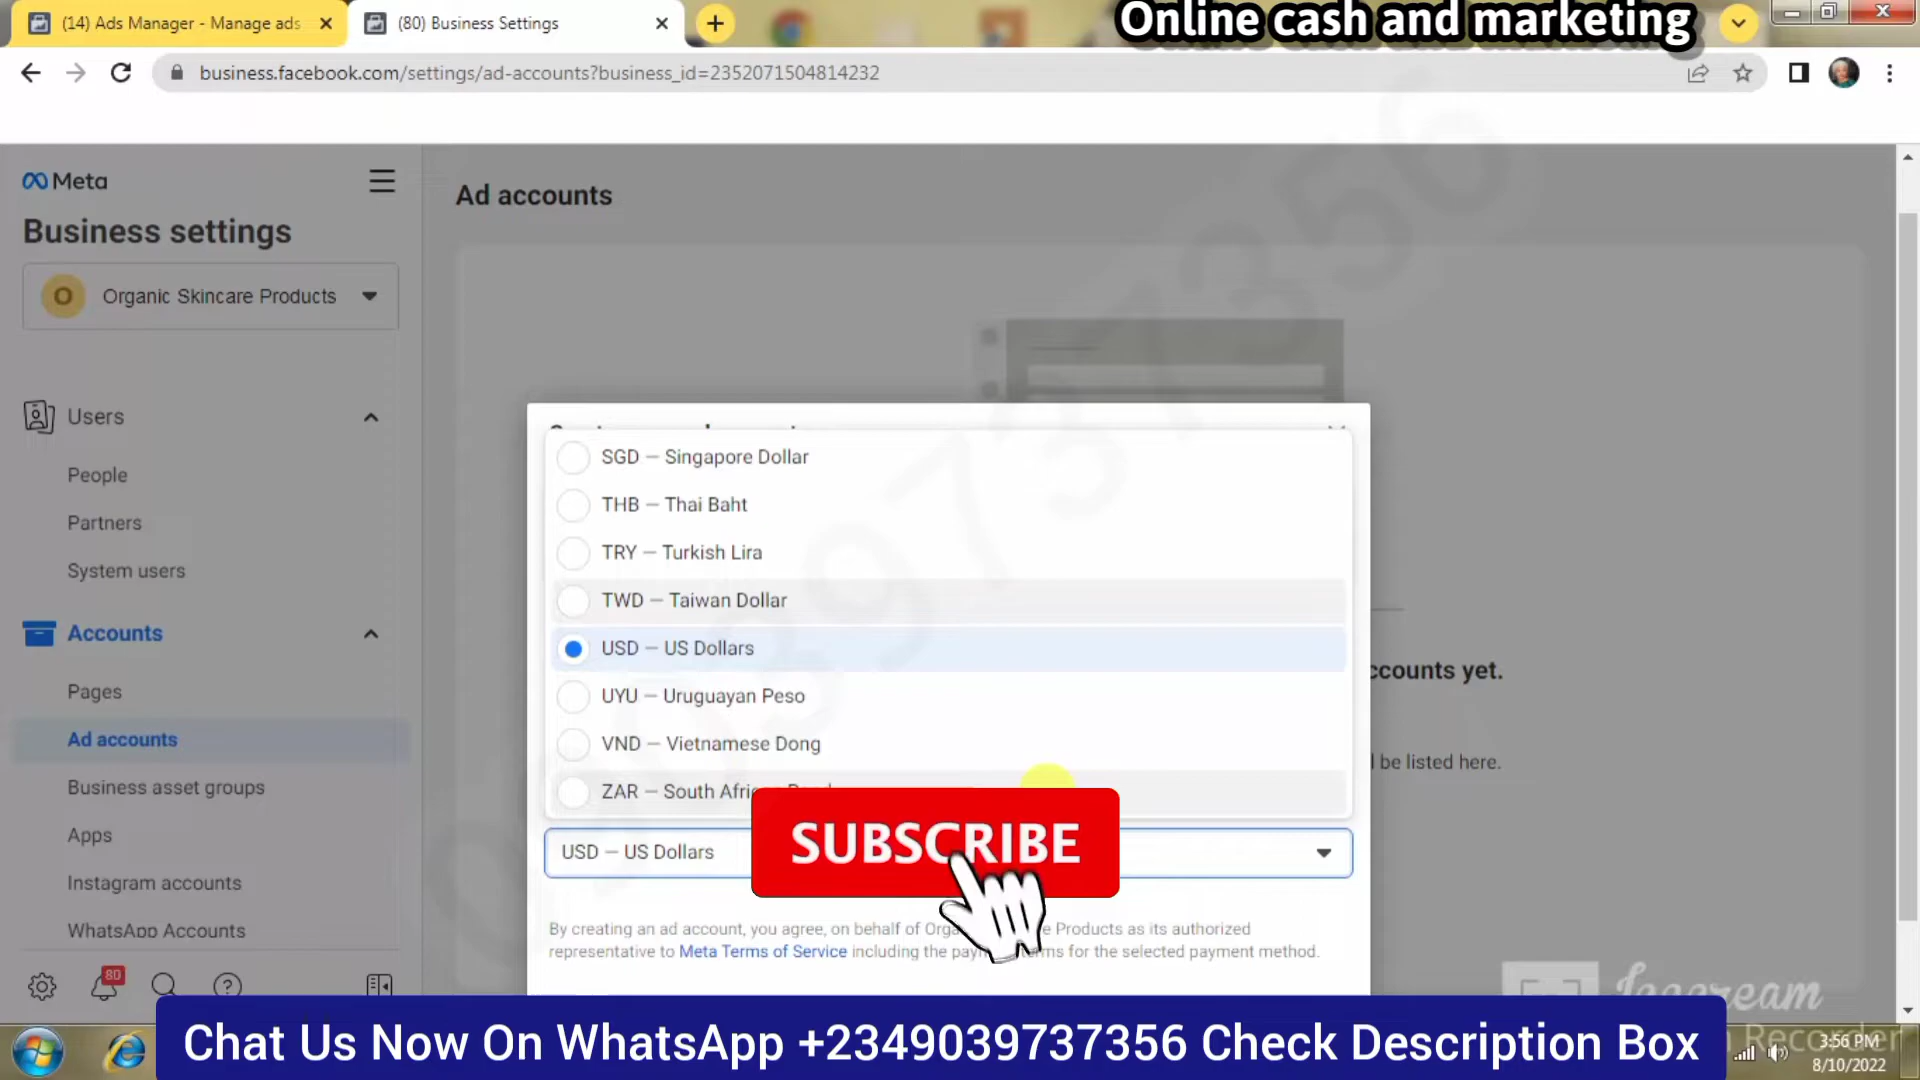 (14) Ads Manager - Manage ads
(80) Business Settings
Online cash and marketing
business.facebook.com/settings/ad-accounts?business_id=2352071504814232
Meta
Business settings
O Organic Skincare Products
Users
People
Partners
System users
Accounts
Pages
Ad accounts
Business asset groups
Apps
Instagram accounts
WhatsApp Accounts
80
Ad accounts
SGD — Singapore Dollar
THB — Thai Baht
TRY — Turkish Lira
TWD — Taiwan Dollar
USD — US Dollars
UYU — Uruguayan Peso
VND — Vietnamese Dong
ZAR — South
USD — US Dollars
SUBSCRIBE
accounts yet.
be listed here.
By creating an ad account, you agree, on behalf of Products as its authorized
representative to Meta Terms of Service including the for the selected payment method.
Icecream
Recorder
09039737356
Chat Us Now On WhatsApp +2349039737356 Check Description Box
3:56 PM
8/10/2022